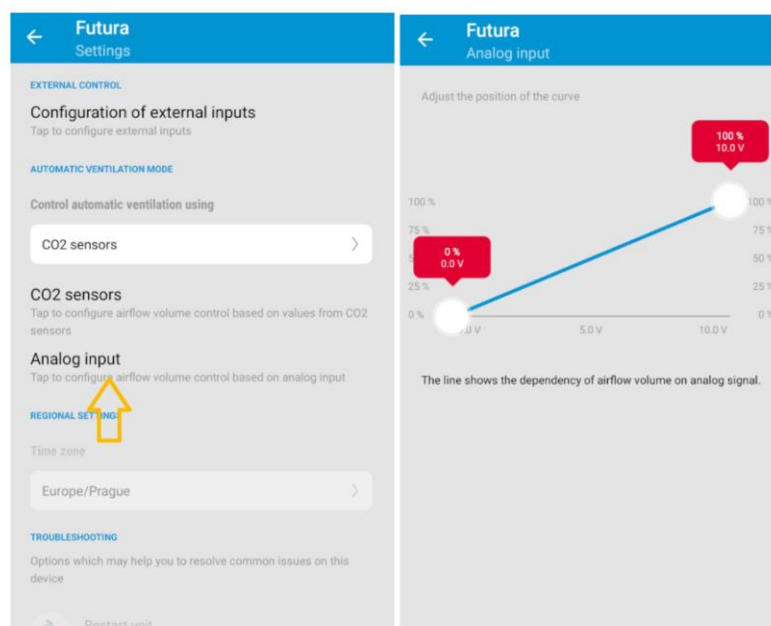 Futura
Settings
EXTERNAL CONTROL
Configuration of external inputs
Tap to configure external inputs
AUTOMATIC VENTILATION MODE
Control automatic ventilation using
CO2 sensors
CO2 sensors
Tap to configure airflow volume control based on values from CO2
sensors
Analog input
Tap to configure airflow volume control based on analog input
REGIONAL SETTINGS
Time zone
Europe/Prague
TROUBLESHOOTING
Options which may help you to resolve common issues on this
device
Restart unit
Futura
Analog input
Adjust the position of the curve
100 %
10.0 V
100 %
100 %
75 %
75 %
0 %
0.0 V
50 %
25 %
25 %
0 %
0 %
5.0 V
10.0 V
The line shows the dependency of airflow volume on analog signal.